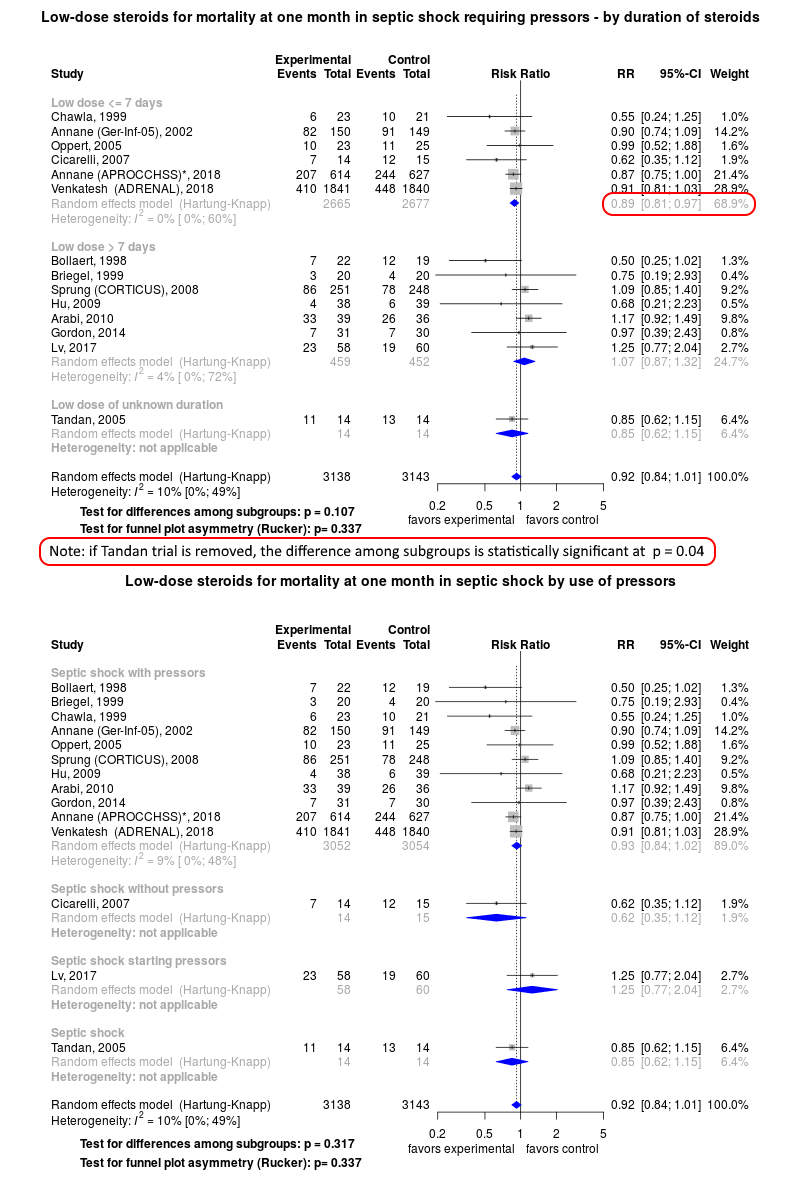 Low-dose steroids for mortality at one month in septic shock requiring pressors - by duration of steroids
Experimental Control
Study Events Total Events Total Risk Ratio RR 95%-CI Weight
Low dose <= 7 days
Chawla, 1999 6 23 10 21 0.55 [0.24; 1.25] 1.0%
Annane (Ger-Inf-05), 2002 82 150 91 149 0.90 [0.74; 1.09] 14.2%
Oppert, 2005 10 23 11 25 0.99 [0.52; 1.88] 1.6%
Cicarelli, 2007 7 14 12 15 0.62 [0.35; 1.12] 1.9%
Annane (APROCCHSS)*, 2018 207 614 244 627 0.87 [0.75; 1.00] 21.4%
Venkatesh (ADRENAL), 2018 410 1841 448 1840 0.91 [0.81; 1.03] 28.9%
Random effects model (Hartung-Knapp) 2665 2677 0.89 [0.81; 0.97] 68.9%
Heterogeneity: I² = 0% [ 0%; 60%]
Low dose > 7 days
Bollaert, 1998 7 22 12 19 0.50 [0.25; 1.02] 1.3%
Briegel, 1999 3 20 4 20 0.75 [0.19; 2.93] 0.4%
Sprung (CORTICUS), 2008 86 251 78 248 1.09 [0.85; 1.40] 9.2%
Hu, 2009 4 38 6 39 0.68 [0.21; 2.23] 0.5%
Arabi, 2010 33 39 26 36 1.17 [0.92; 1.49] 9.8%
Gordon, 2014 7 31 7 30 0.97 [0.39; 2.43] 0.8%
Lv, 2017 23 58 19 60 1.25 [0.77; 2.04] 2.7%
Random effects model (Hartung-Knapp) 459 452 1.07 [0.87; 1.32] 24.7%
Heterogeneity: I² = 4% [ 0%; 72%]
Low dose of unknown duration
Tandan, 2005 11 14 13 14 0.85 [0.62; 1.15] 6.4%
Random effects model (Hartung-Knapp) 14 14 0.85 [0.62; 1.15] 6.4%
Heterogeneity: not applicable
Random effects model (Hartung-Knapp) 3138 3143 0.92 [0.84; 1.01] 100.0%
Heterogeneity: I² = 10% [0%; 49%]
0.2 0.5 1 2 5
Test for differences among subgroups: p = 0.107
favors experimental favors control
Test for funnel plot asymmetry (Rucker): p= 0.337
Note: if Tandan trial is removed, the difference among subgroups is statistically significant at p = 0.04
Low-dose steroids for mortality at one month in septic shock by use of pressors
Experimental Control
Study Events Total Events Total Risk Ratio RR 95%-CI Weight
Septic shock with pressors
Bollaert, 1998 7 22 12 19 0.50 [0.25; 1.02] 1.3%
Briegel, 1999 3 20 4 20 0.75 [0.19; 2.93] 0.4%
Chawla, 1999 6 23 10 21 0.55 [0.24; 1.25] 1.0%
Annane (Ger-Inf-05), 2002 82 150 91 149 0.90 [0.74; 1.09] 14.2%
Oppert, 2005 10 23 11 25 0.99 [0.52; 1.88] 1.6%
Sprung (CORTICUS), 2008 86 251 78 248 1.09 [0.85; 1.40] 9.2%
Hu, 2009 4 38 6 39 0.68 [0.21; 2.23] 0.5%
Arabi, 2010 33 39 26 36 1.17 [0.92; 1.49] 9.8%
Gordon, 2014 7 31 7 30 0.97 [0.39; 2.43] 0.8%
Annane (APROCCHSS)*, 2018 207 614 244 627 0.87 [0.75; 1.00] 21.4%
Venkatesh (ADRENAL), 2018 410 1841 448 1840 0.91 [0.81; 1.03] 28.9%
Random effects model (Hartung-Knapp) 3052 3054 0.93 [0.84; 1.02] 89.0%
Heterogeneity: I² = 9% [ 0%; 48%]
Septic shock without pressors
Cicarelli, 2007 7 14 12 15 0.62 [0.35; 1.12] 1.9%
Random effects model (Hartung-Knapp) 14 15 0.62 [0.35; 1.12] 1.9%
Heterogeneity: not applicable
Septic shock starting pressors
Lv, 2017 23 58 19 60 1.25 [0.77; 2.04] 2.7%
Random effects model (Hartung-Knapp) 58 60 1.25 [0.77; 2.04] 2.7%
Heterogeneity: not applicable
Septic shock
Tandan, 2005 11 14 13 14 0.85 [0.62; 1.15] 6.4%
Random effects model (Hartung-Knapp) 14 14 0.85 [0.62; 1.15] 6.4%
Heterogeneity: not applicable
Random effects model (Hartung-Knapp) 3138 3143 0.92 [0.84; 1.01] 100.0%
Heterogeneity: I² = 10% [0%; 49%]
0.2 0.5 1 2 5
Test for differences among subgroups: p = 0.317
favors experimental favors control
Test for funnel plot asymmetry (Rucker): p= 0.337